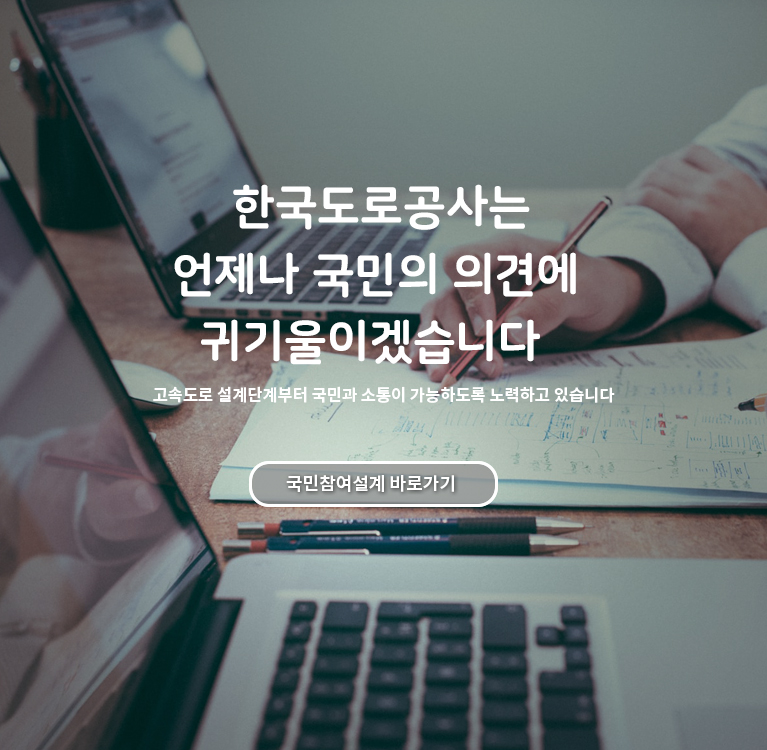 한국도로공사는
언제나 국민의 의견에
귀기울이겠습니다
고속도로 설계단계부터 국민과 소통이 가능하도록 노력하고 있습니다
국민참여설계 바로가기